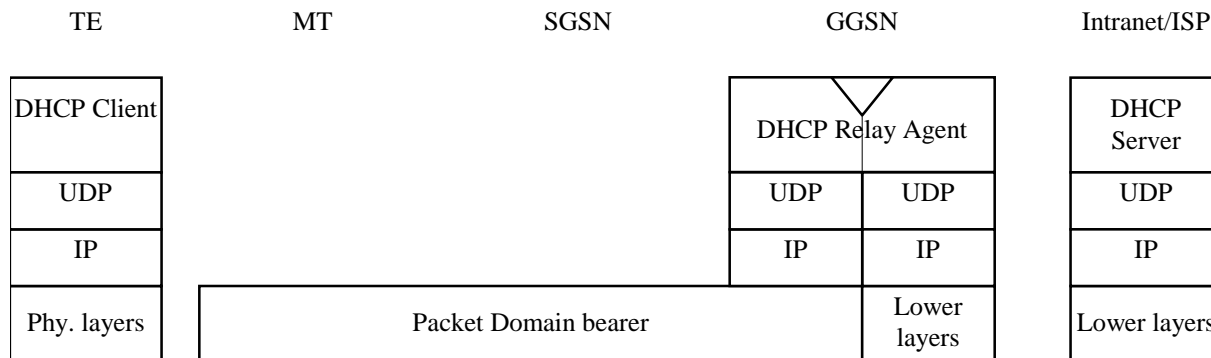 TE MT SGSN GGSN Intranet/ISP
DHCP Client
DHCP Relay Agent
DHCP
Server
UDP UDP UDP UDP
IP IP IP IP
Phy. layers Packet Domain bearer Lower
layers
Lower layers